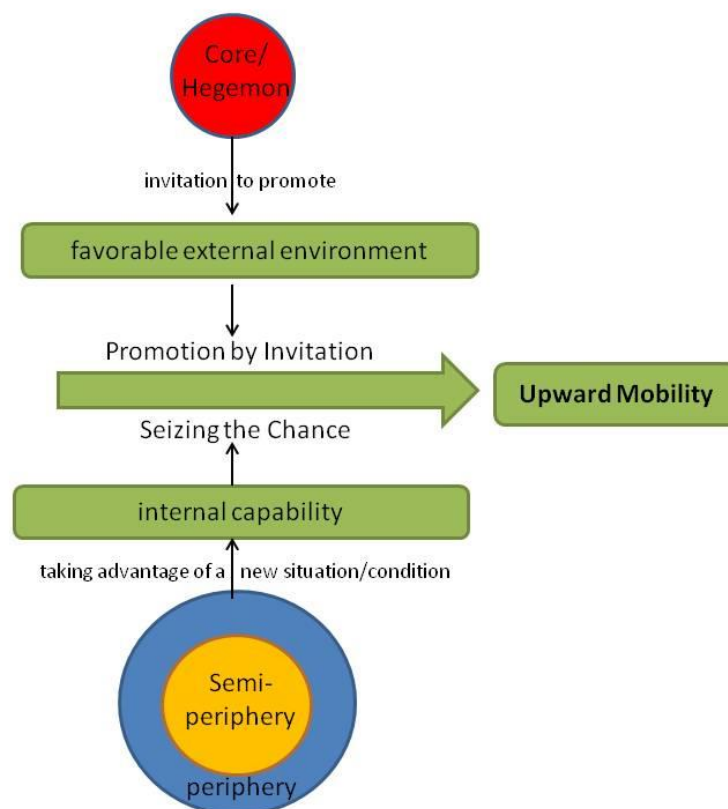 Core/
Hegemon
invitation to promote
favorable external environment
Promotion by Invitation
Upward Mobility
Seizing the Chance
internal capability
taking advantage of a new situation/condition
Semi-
periphery
periphery